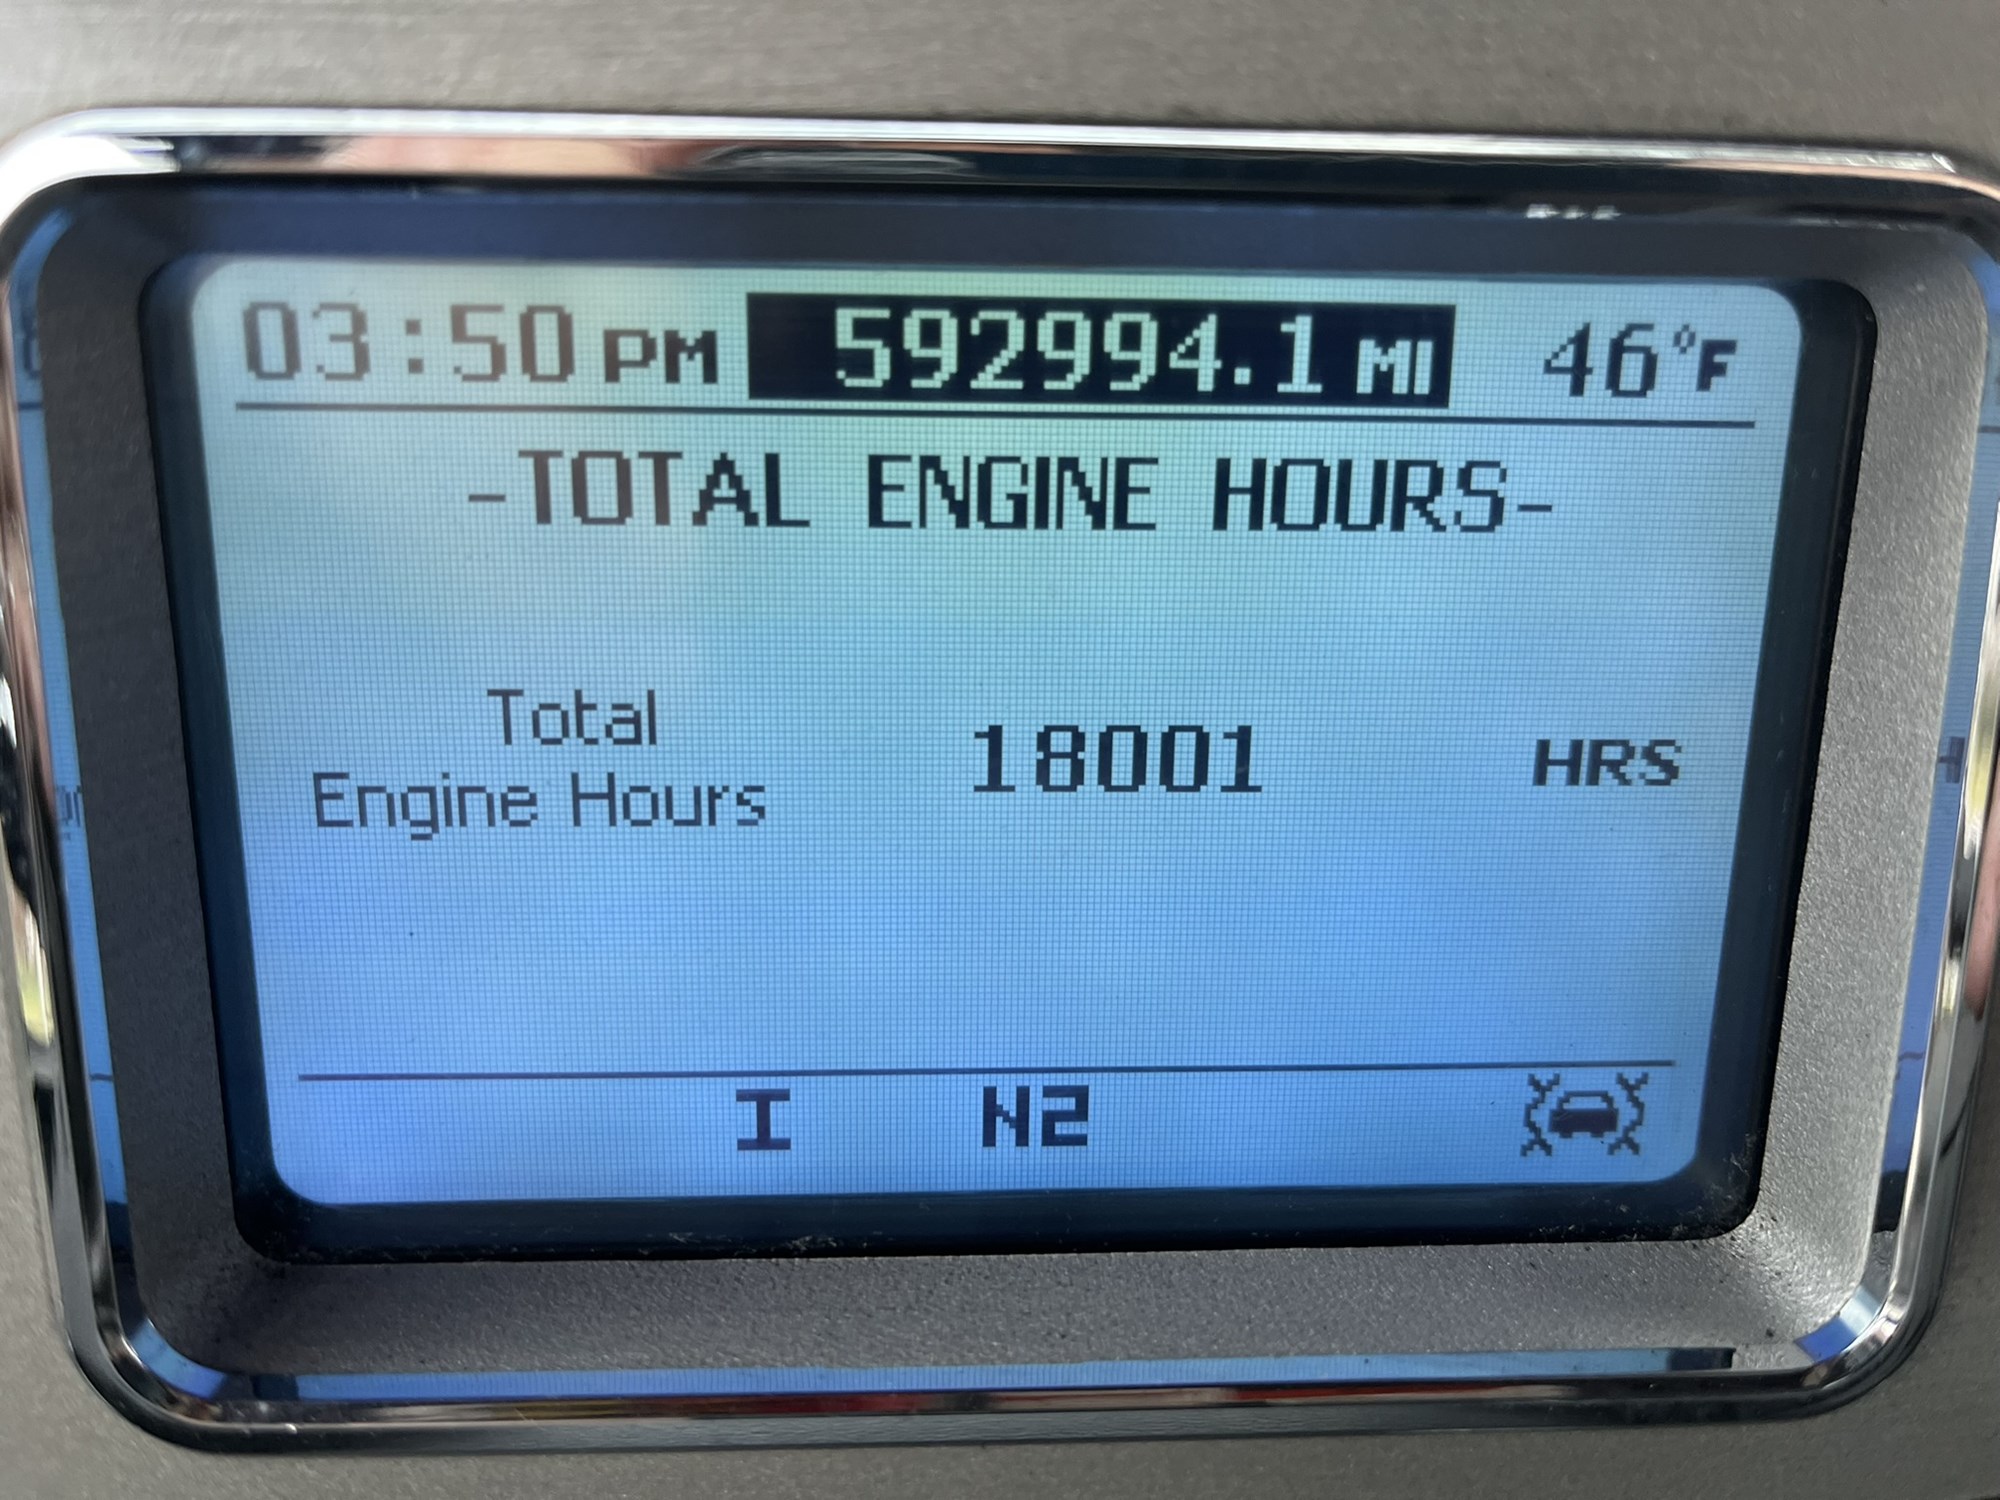 03:50 PM 592994.1 MI 46°F
-TOTAL ENGINE HOURS-
Total
Engine Hours 18001 HRS
I N2